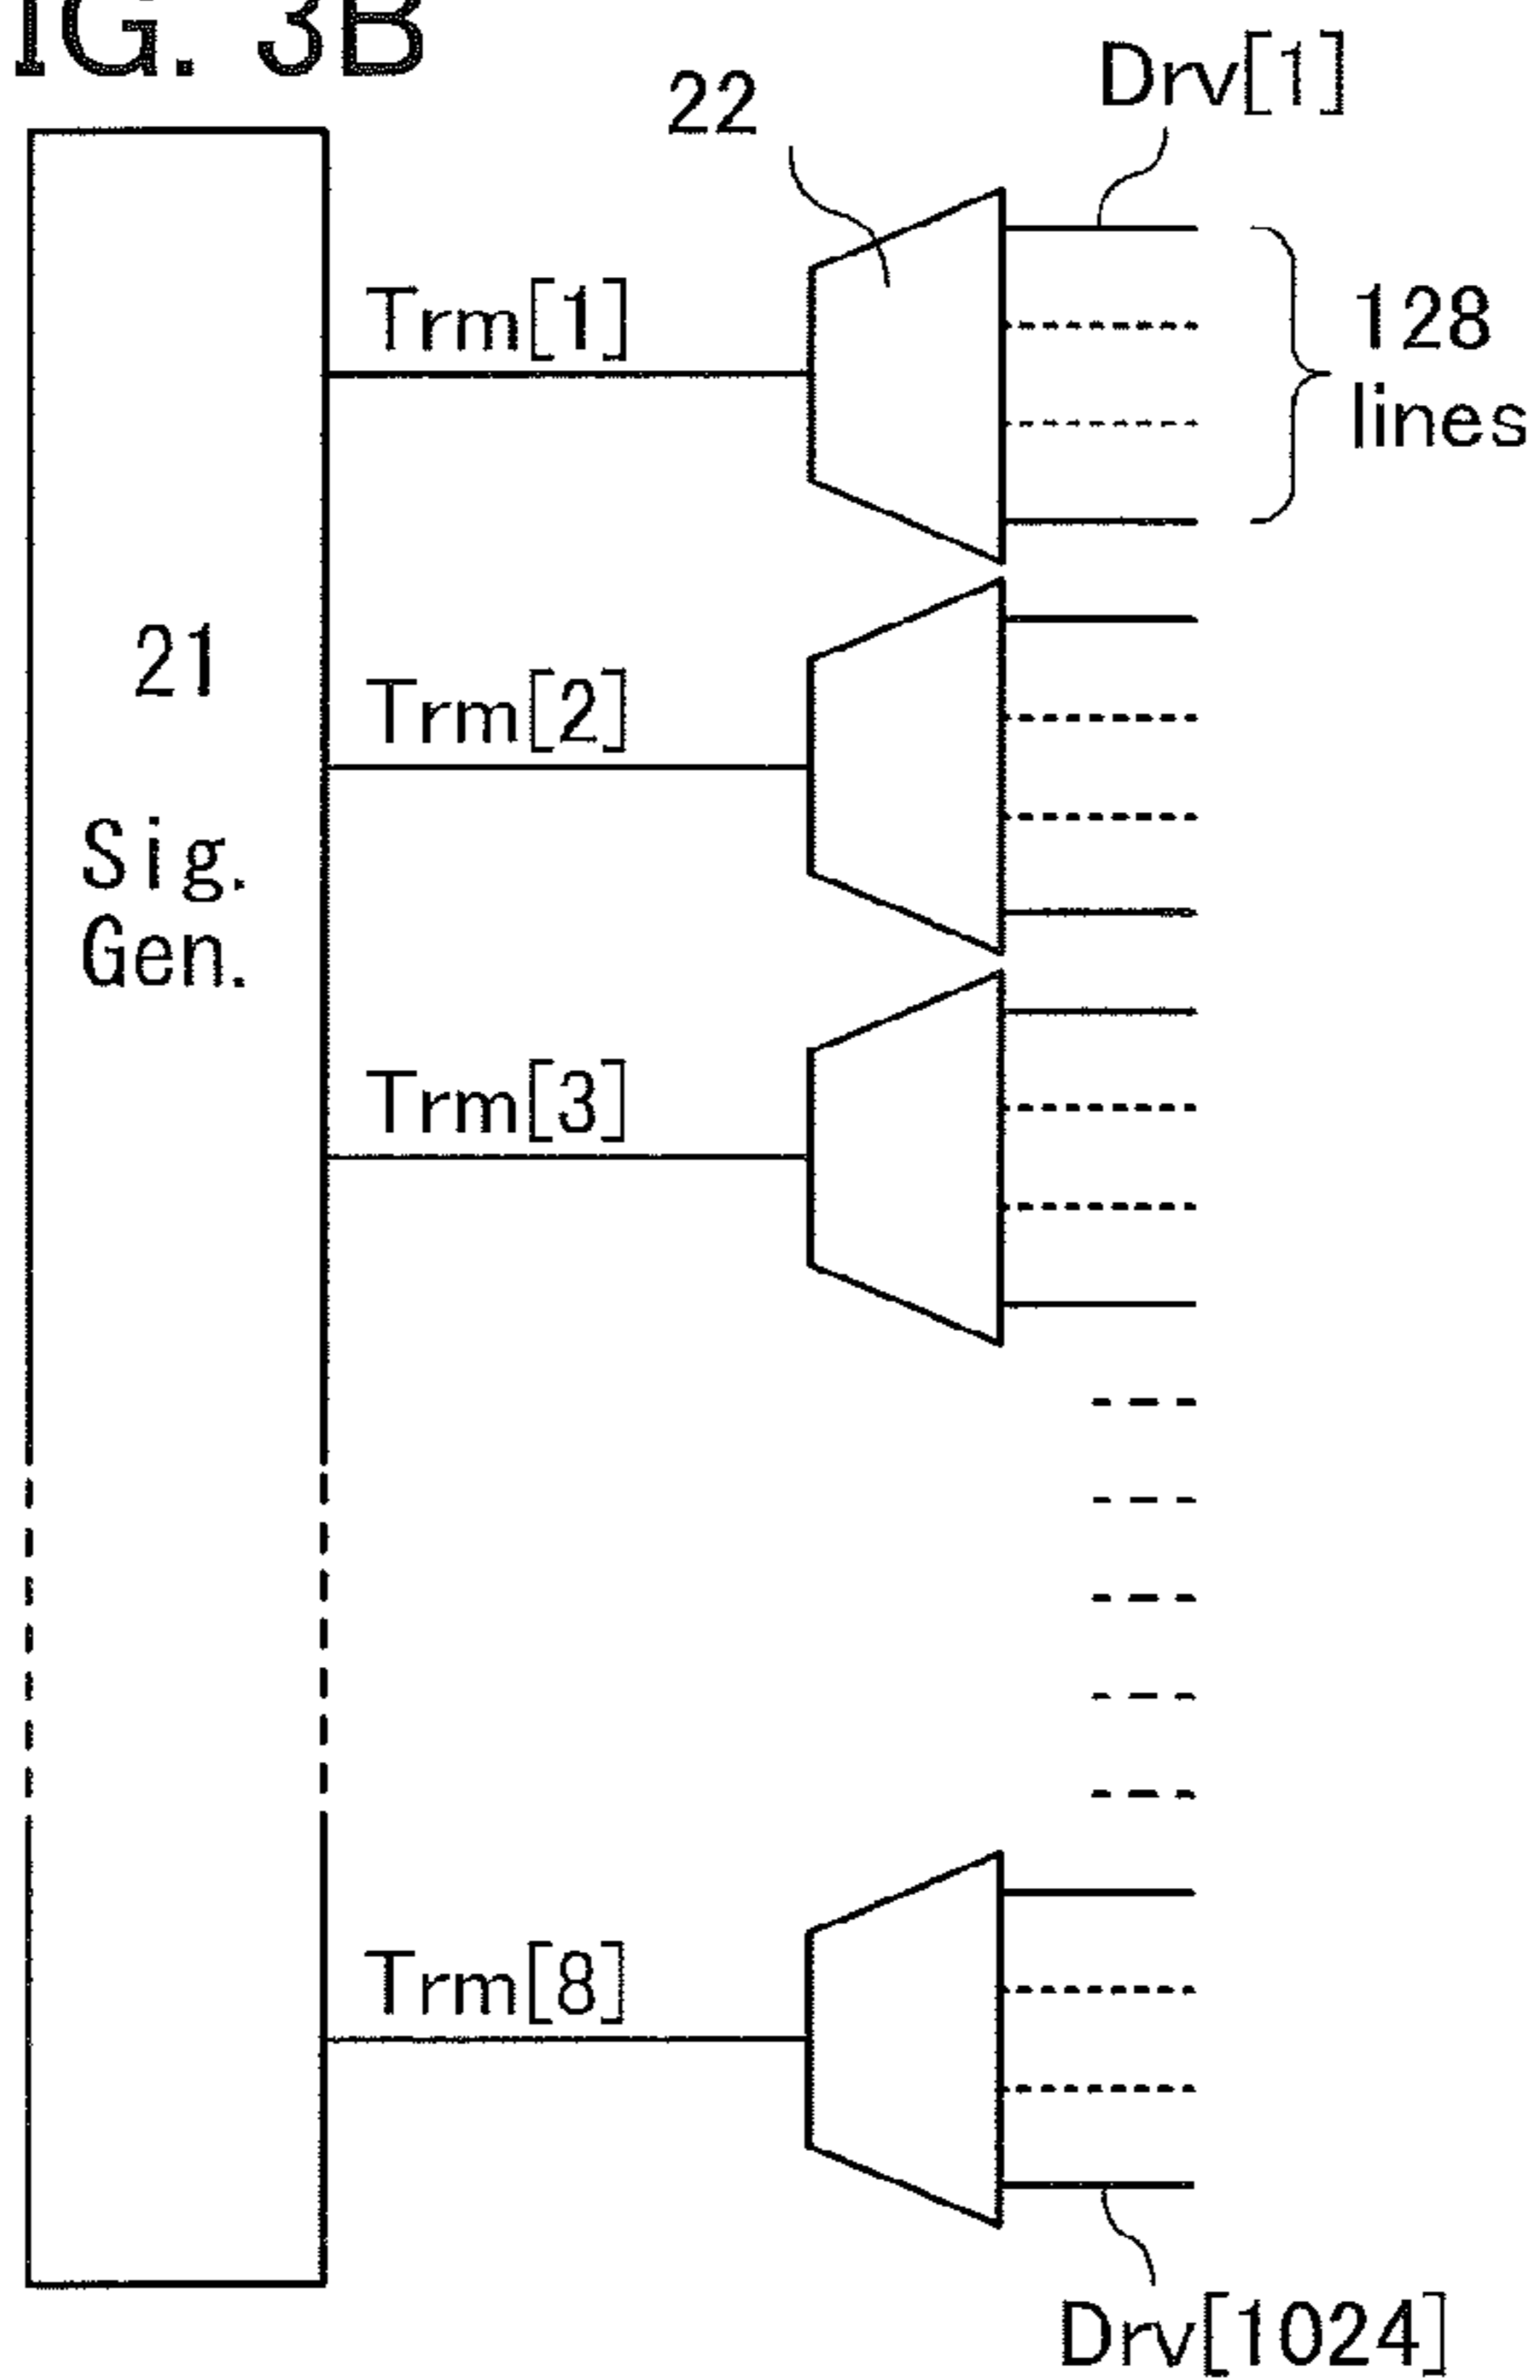 IG. 3B
Drv[1]
22
Trm[1]
128
lines
21
Trm[2]
Sig.
Gen.
Trm[3]
Trm[8]
Drv[1024]